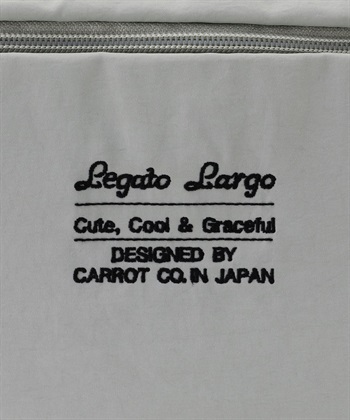 Legato Largo
Cute, Cool & Graceful
DESIGNED BY
CARROT CO. IN JAPAN